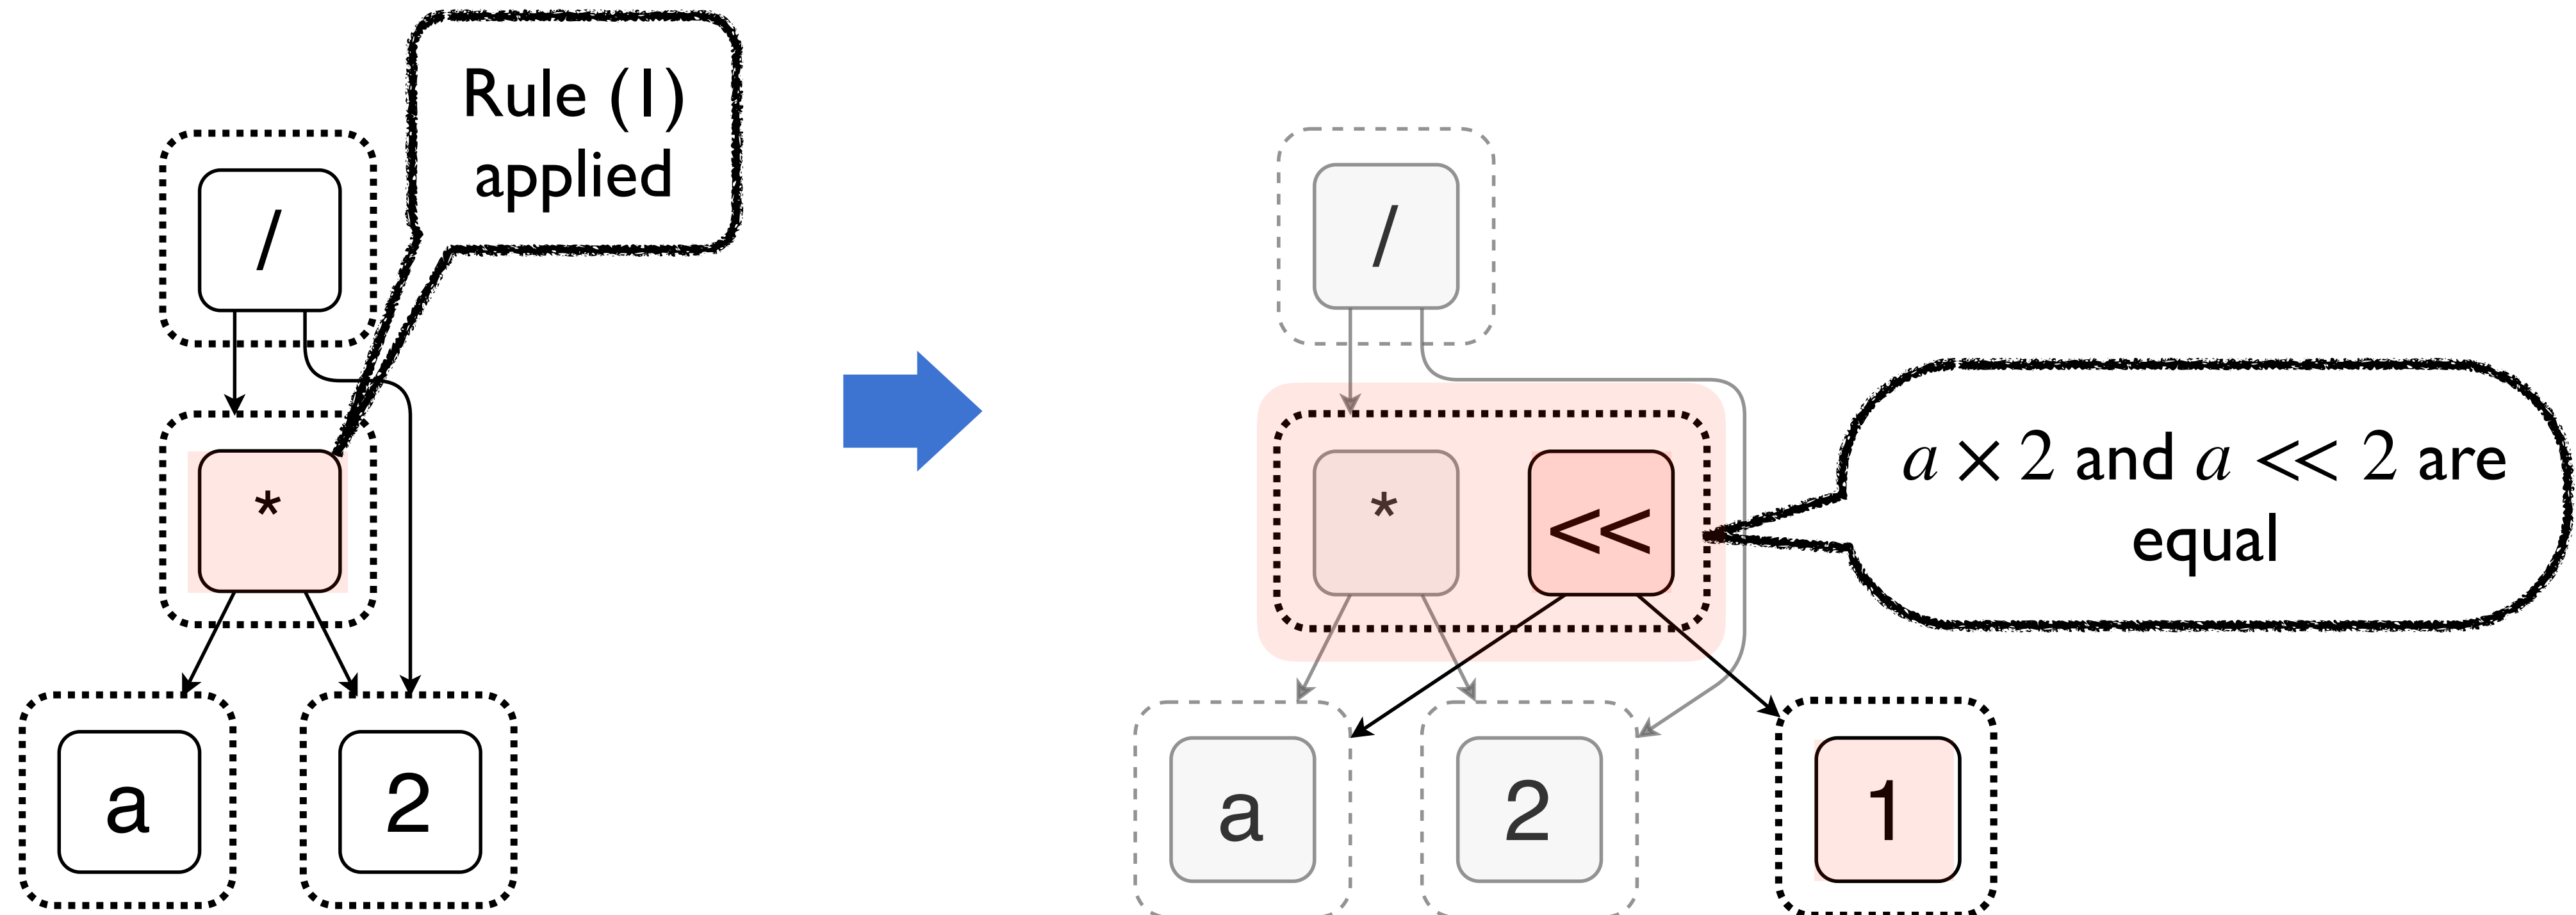 Rule (1)
applied
/
*
a
2
/
*
<<
a × 2 and a << 2 are
equal
a
2
1